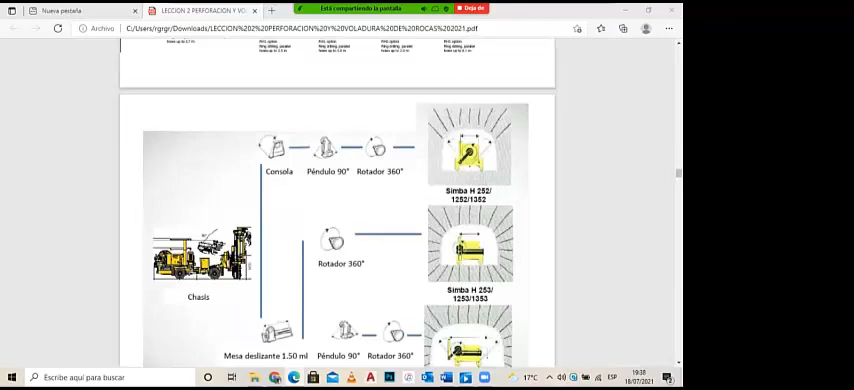 Nueva pestaña
LECCION 2 PERFORACION Y VO
Está compartiendo la pantalla
Deja de
Archivo
C:/Users/rgrgr/Downloads/LECCION%202%20PERFORACION%20Y%20VOLADURA%20DE%20ROCAS%202021.pdf
Consola
Péndulo 90°
Rotador 360°
Simba H 252/
1252/1352
Rotador 360°
Simba H 253/
1253/1353
Chasis
Mesa deslizante 1.50 ml
Péndulo 90°
Rotador 360°
Escribe aquí para buscar
17°C
ESP
19:38
18/07/2021